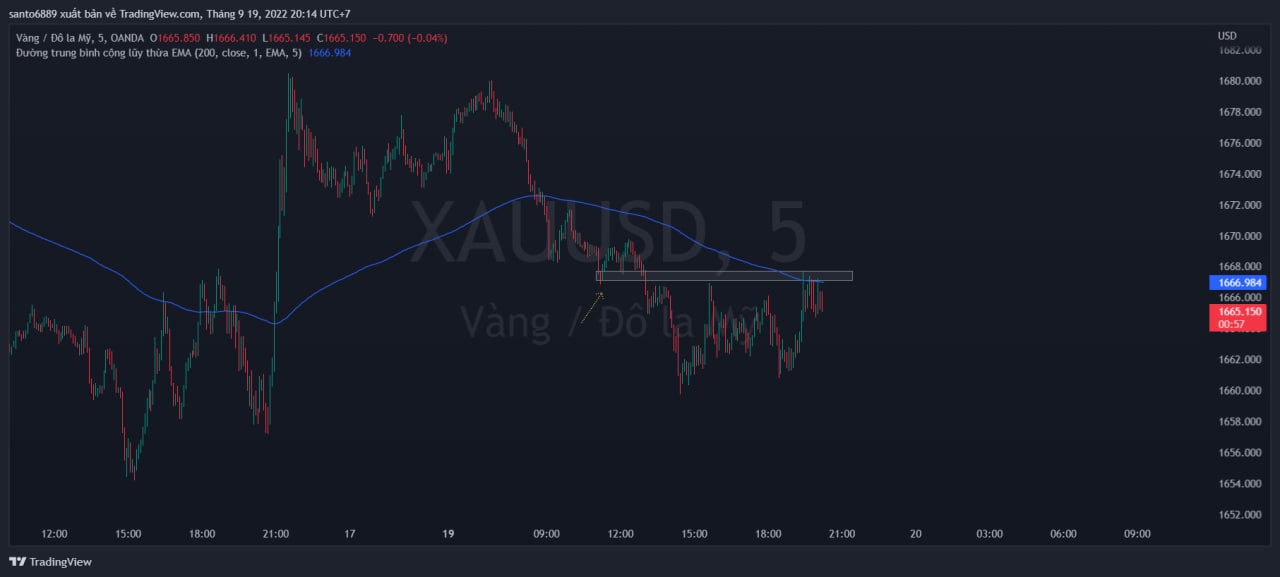 santo6889 xuất bản về TradingView.com, Tháng 9 19, 2022 20:14 UTC+7
Vàng / Đô la Mỹ, 5, OANDA O1665.850 H1666.410 L1665.145 C1665.150 −0.700 (−0.04%)
Đường trung bình cộng lũy thừa EMA (200, close, 1, EMA, 5) 1666.984
USD
1682.000
1680.000
1678.000
1676.000
1674.000
1672.000
1670.000
1668.000
1666.984
1666.000
1665.150
00:57
1662.000
1660.000
1658.000
1656.000
1654.000
1652.000
XAUUSD, 5
Vàng / Đô la Mỹ
12:00 15:00 18:00 21:00 17 19 09:00 12:00 15:00 18:00 21:00 20 03:00 06:00 09:00
TradingView